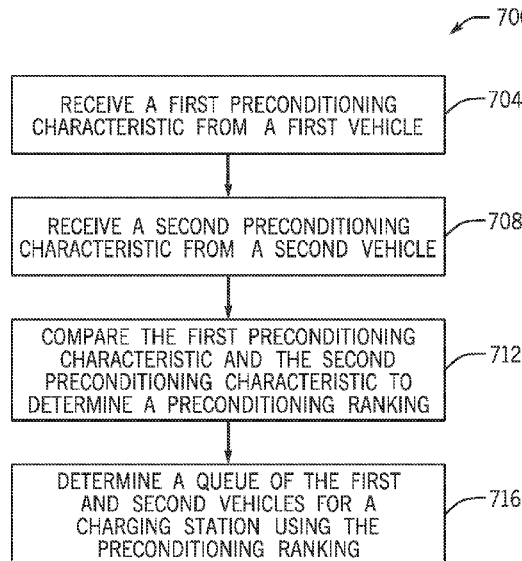 700
RECEIVE A FIRST PRECONDITIONING
CHARACTERISTIC FROM A FIRST VEHICLE
704
RECEIVE A SECOND PRECONDITIONING
CHARACTERISTIC FROM A SECOND VEHICLE
708
COMPARE THE FIRST PRECONDITIONING
CHARACTERISTIC AND THE SECOND
PRECONDITIONING CHARACTERISTIC TO
DETERMINE A PRECONDITIONING RANKING
712
DETERMINE A QUEUE OF THE FIRST
AND SECOND VEHICLES FOR A
CHARGING STATION USING THE
PRECONDITIONING RANKING
716